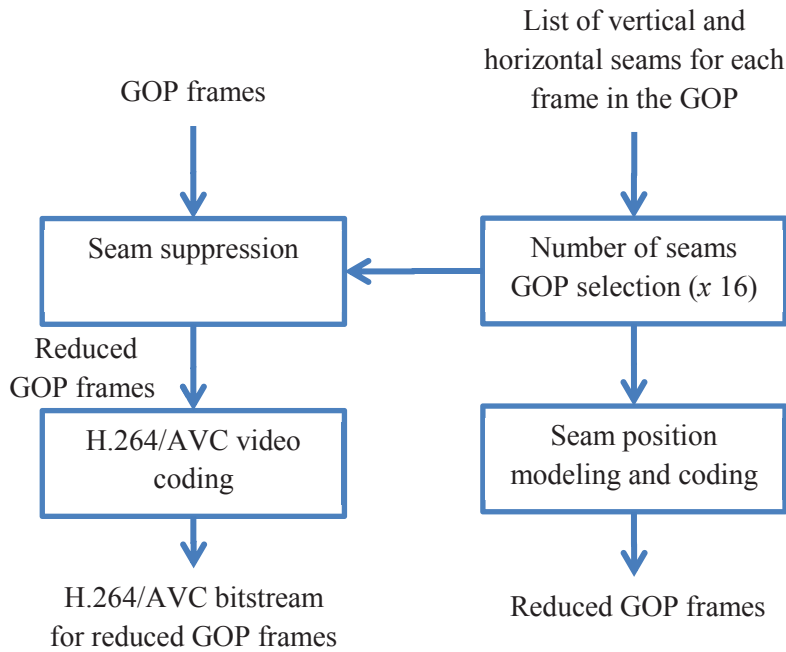 GOP frames
List of vertical and
horizontal seams for each
frame in the GOP
Seam suppression
Number of seams
GOP selection (x 16)
Reduced
GOP frames
H.264/AVC video
coding
Seam position
modeling and coding
H.264/AVC bitstream
for reduced GOP frames
Reduced GOP frames